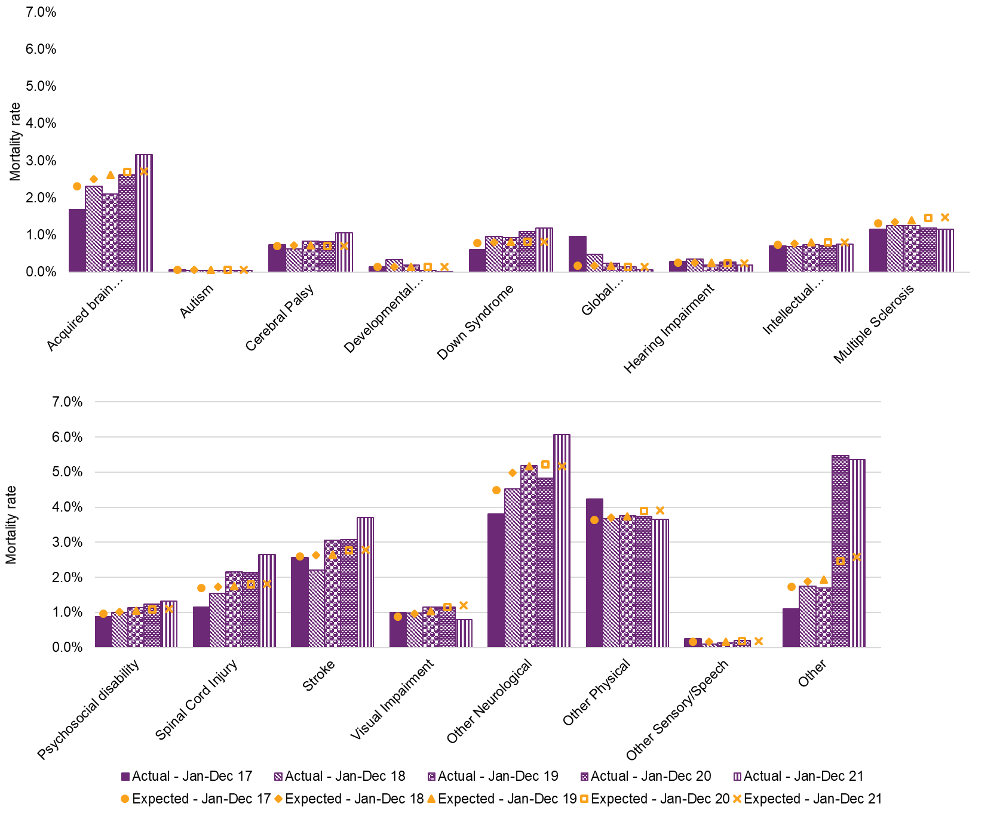 7.0%
6.0%
5.0%
4.0%
3.0%
2.0%
1.0%
0.0%
Mortality rate
Acquired brain...
Autism
Cerebral Palsy
Developmental...
Down Syndrome
Global...
Hearing Impairment
Intellectual...
Multiple Sclerosis
7.0%
6.0%
5.0%
4.0%
3.0%
2.0%
1.0%
0.0%
Mortality rate
Psychosocial disability
Spinal Cord Injury
Stroke
Visual Impairment
Other Neurological
Other Physical
Other Sensory/Speech
Other
Actual - Jan-Dec 17 Actual - Jan-Dec 18 Actual - Jan-Dec 19 Actual - Jan-Dec 20 Actual - Jan-Dec 21
Expected - Jan-Dec 17 Expected - Jan-Dec 18 Expected - Jan-Dec 19 Expected - Jan-Dec 20 Expected - Jan-Dec 21